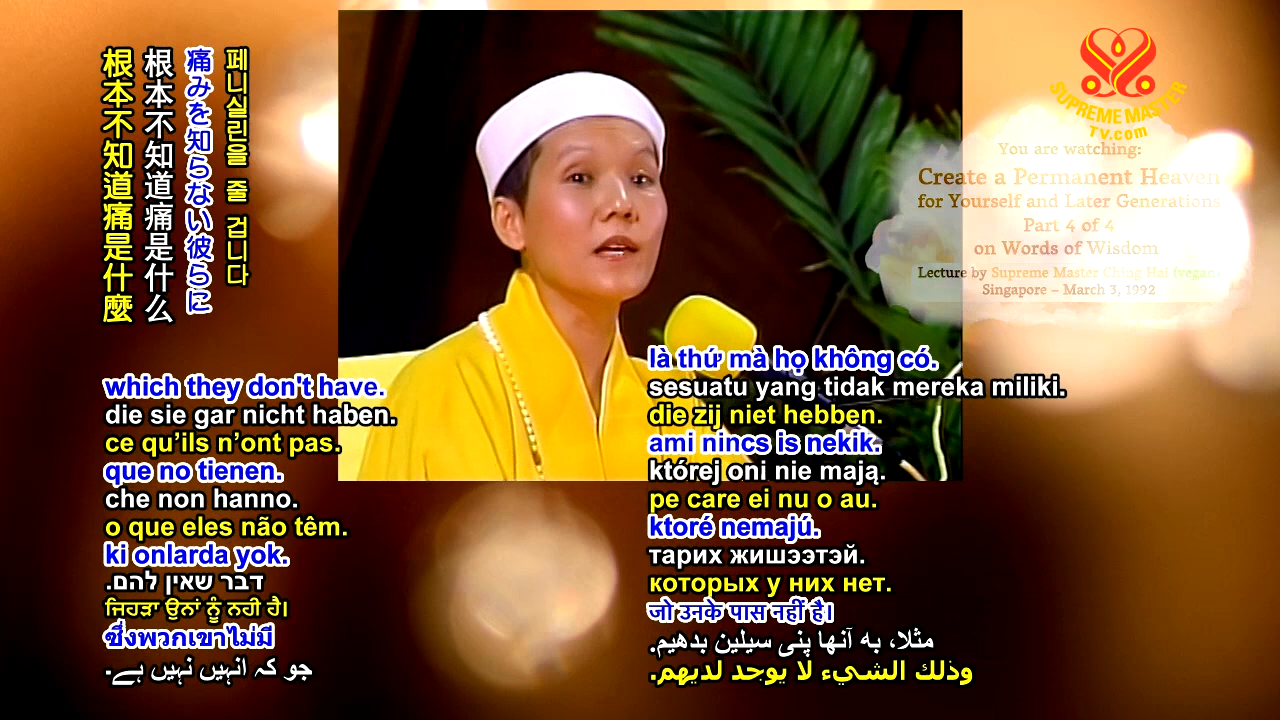 根本不知道痛是什麼
根本不知道痛是什么
痛みを知らない彼らに
페니실린을 줄 겁니다
SUPREME MASTER
TV.com
You are watching:
Create a Permanent Heaven
for Yourself and Later Generations
Part 4 of 4
on Words of Wisdom
Lecture by Supreme Master Ching Hai (vegan)
Singapore – March 3, 1992
which they don't have.
die sie gar nicht haben.
ce qu’ils n’ont pas.
que no tienen.
che non hanno.
o que eles não têm.
ki onlarda yok.
דבר שאין להם.
ਜਿਹੜਾ ਉਨਾਂ ਨੂੰ ਨਹੀ ਹੈ।
ซึ่งพวกเขาไม่มี
جو کہ انہیں نہیں ہے۔
là thứ mà họ không có.
sesuatu yang tidak mereka miliki.
die zij niet hebben.
ami nincs is nekik.
której oni nie mają.
pe care ei nu o au.
ktoré nemajú.
тарих жишээтэй.
которых у них нет.
जो उनके पास नहीं है।
مثلا، به آنها پنی سیلین بدهیم.
وذلك الشيء لا يوجد لديهم.